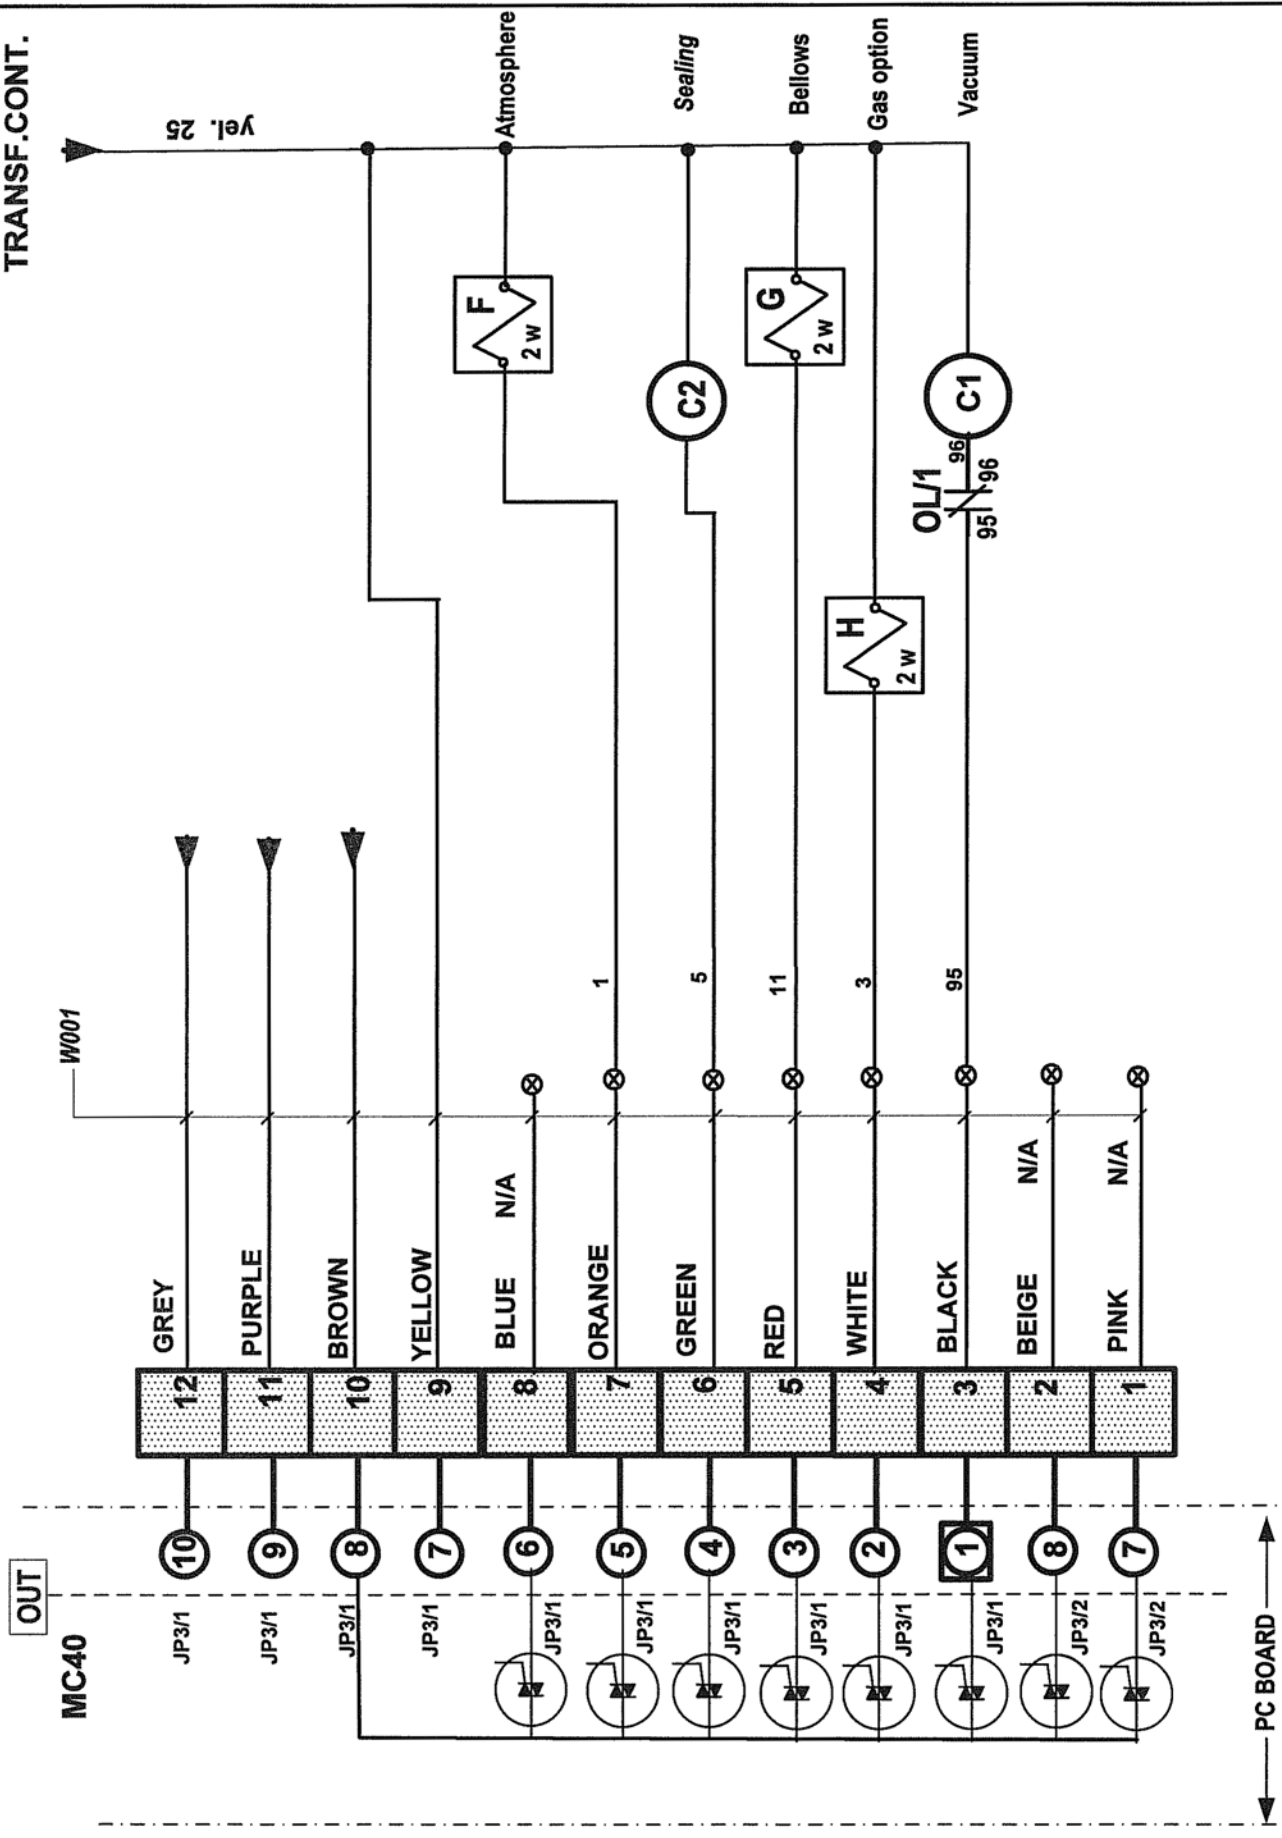 TRANSF.CONT.
yel. 25
Atmosphere
Sealing
Bellows
Gas option
Vacuum
F
2 w
C2
G
2 w
H
2 w
C1
96
OL/1
96
95
W001
1
5
11
3
95
GREY
PURPLE
BROWN
YELLOW
BLUE N/A
ORANGE
GREEN
RED
WHITE
BLACK
BEIGE N/A
PINK N/A
12
11
10
9
8
7
6
5
4
3
2
1
OUT
10
9
8
7
6
5
4
3
2
1
8
7
MC40
JP3/1
JP3/1
JP3/1
JP3/1
JP3/1
JP3/1
JP3/1
JP3/1
JP3/1
JP3/1
JP3/2
JP3/2
PC BOARD